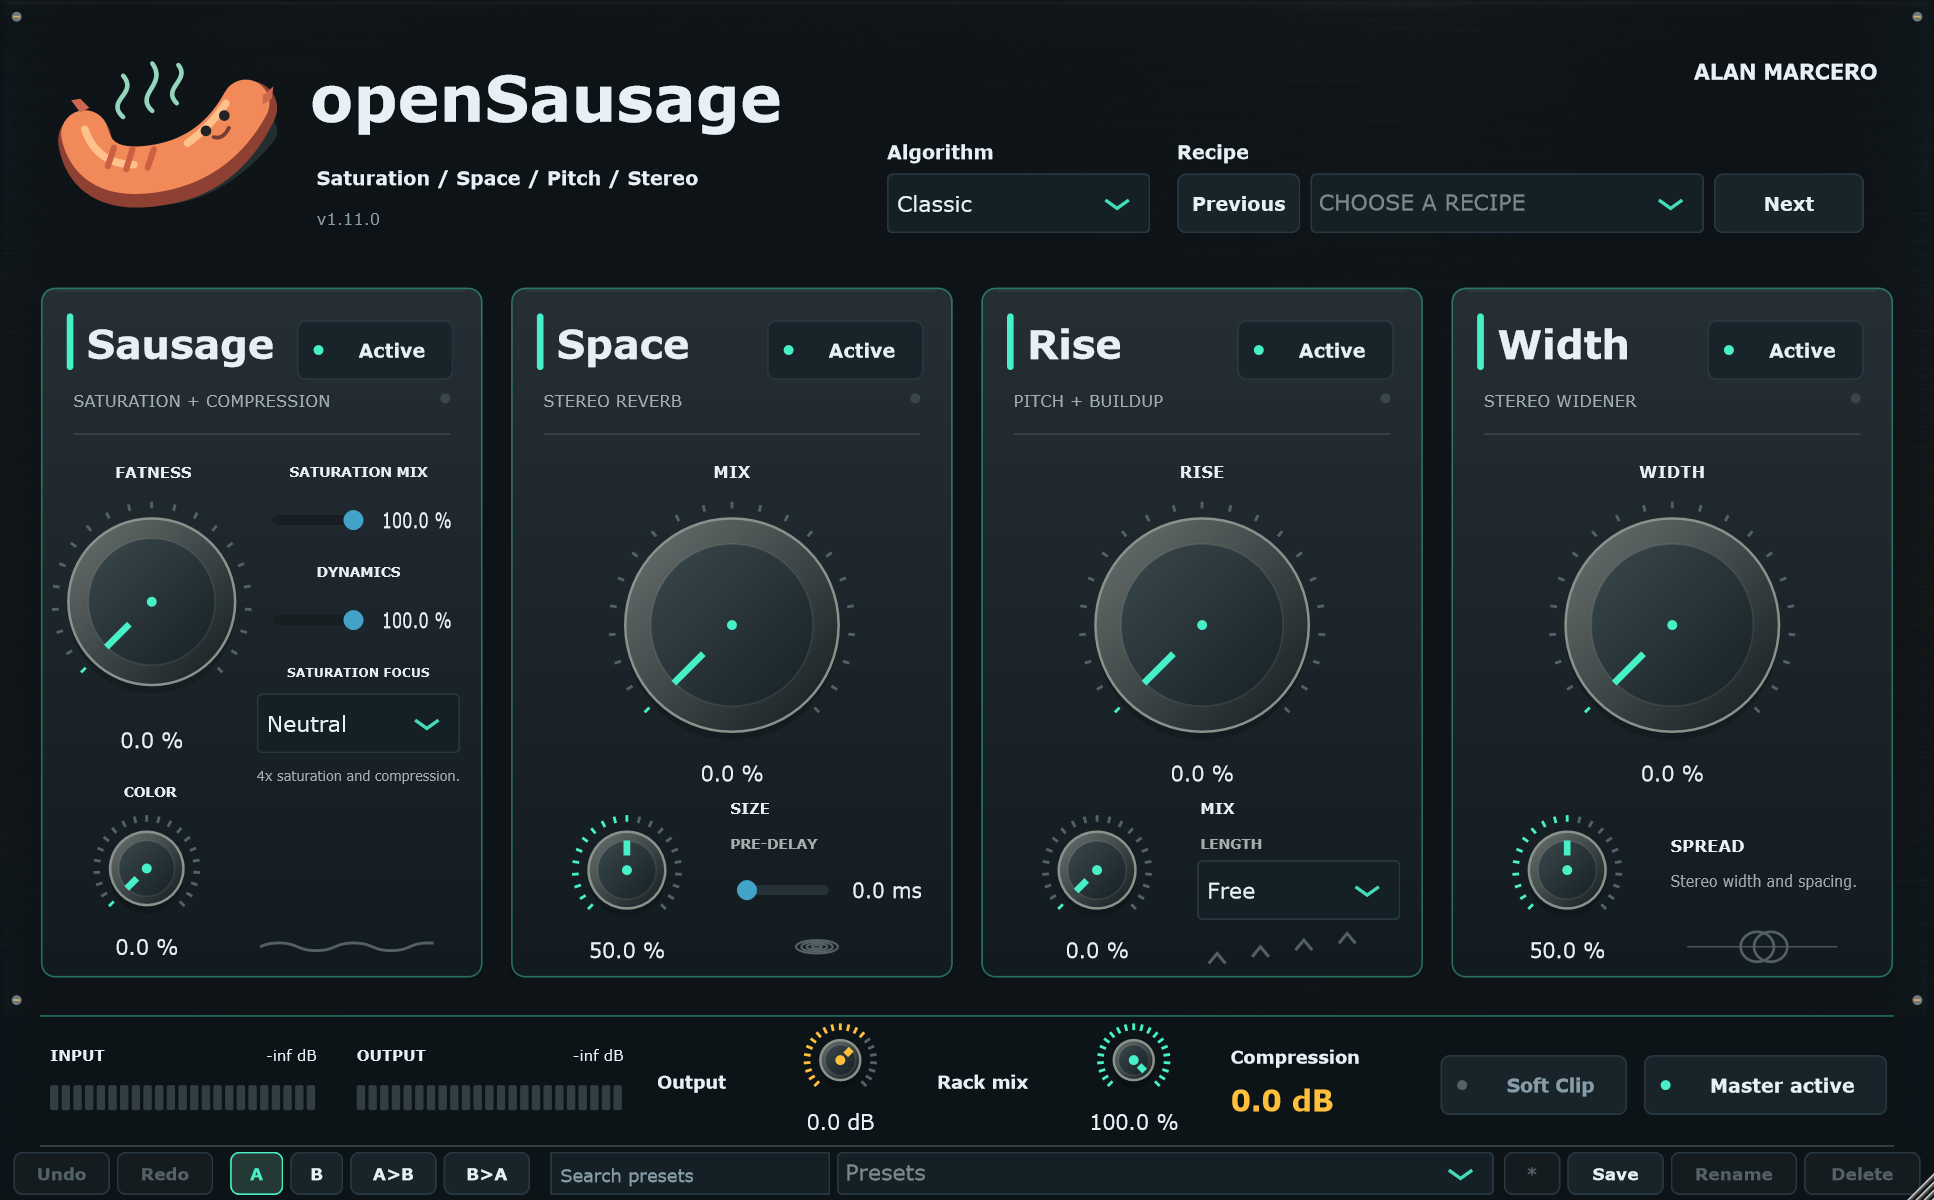 ALAN MARCERO
openSausage
Saturation / Space / Pitch / Stereo
v1.11.0
Algorithm
Classic
Recipe
Previous
CHOOSE A RECIPE
Next
Sausage
Active
SATURATION + COMPRESSION
FATNESS
0.0 %
SATURATION MIX
100.0 %
DYNAMICS
100.0 %
SATURATION FOCUS
Neutral
4x saturation and compression.
COLOR
0.0 %
Space
Active
STEREO REVERB
MIX
0.0 %
SIZE
PRE-DELAY
0.0 ms
50.0 %
Rise
Active
PITCH + BUILDUP
RISE
0.0 %
MIX
LENGTH
Free
0.0 %
Width
Active
STEREO WIDENER
WIDTH
0.0 %
SPREAD
Stereo width and spacing.
50.0 %
INPUT
-inf dB
OUTPUT
-inf dB
Output
0.0 dB
Rack mix
100.0 %
Compression
0.0 dB
Soft Clip
Master active
Undo
Redo
A
B
A>B
B>A
Search presets
Presets
*
Save
Rename
Delete